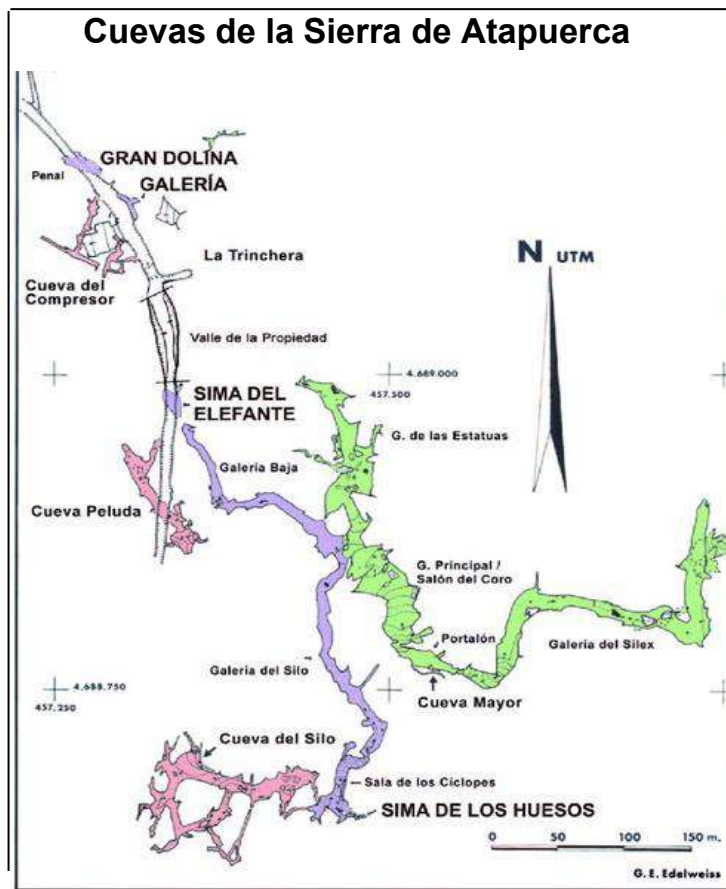 Cuevas de la Sierra de Atapuerca
GRAN DOLINA
Penal
GALERÍA
La Trinchera
N UTM
Cueva del
Compresor
Valle de la Propiedad
4.689.000
457.500
SIMA DEL
ELEFANTE
G. de las Estatuas
Galería Baja
Cueva Peluda
G. Principal /
Salón del Coro
Portalón
Galería del Silex
Galería del Silo
4.688.750
457.250
Cueva Mayor
Cueva del Silo
Sala de los Ciclopes
SIMA DE LOS HUESOS
0 50 100 150 m.
G.E. Edelweiss